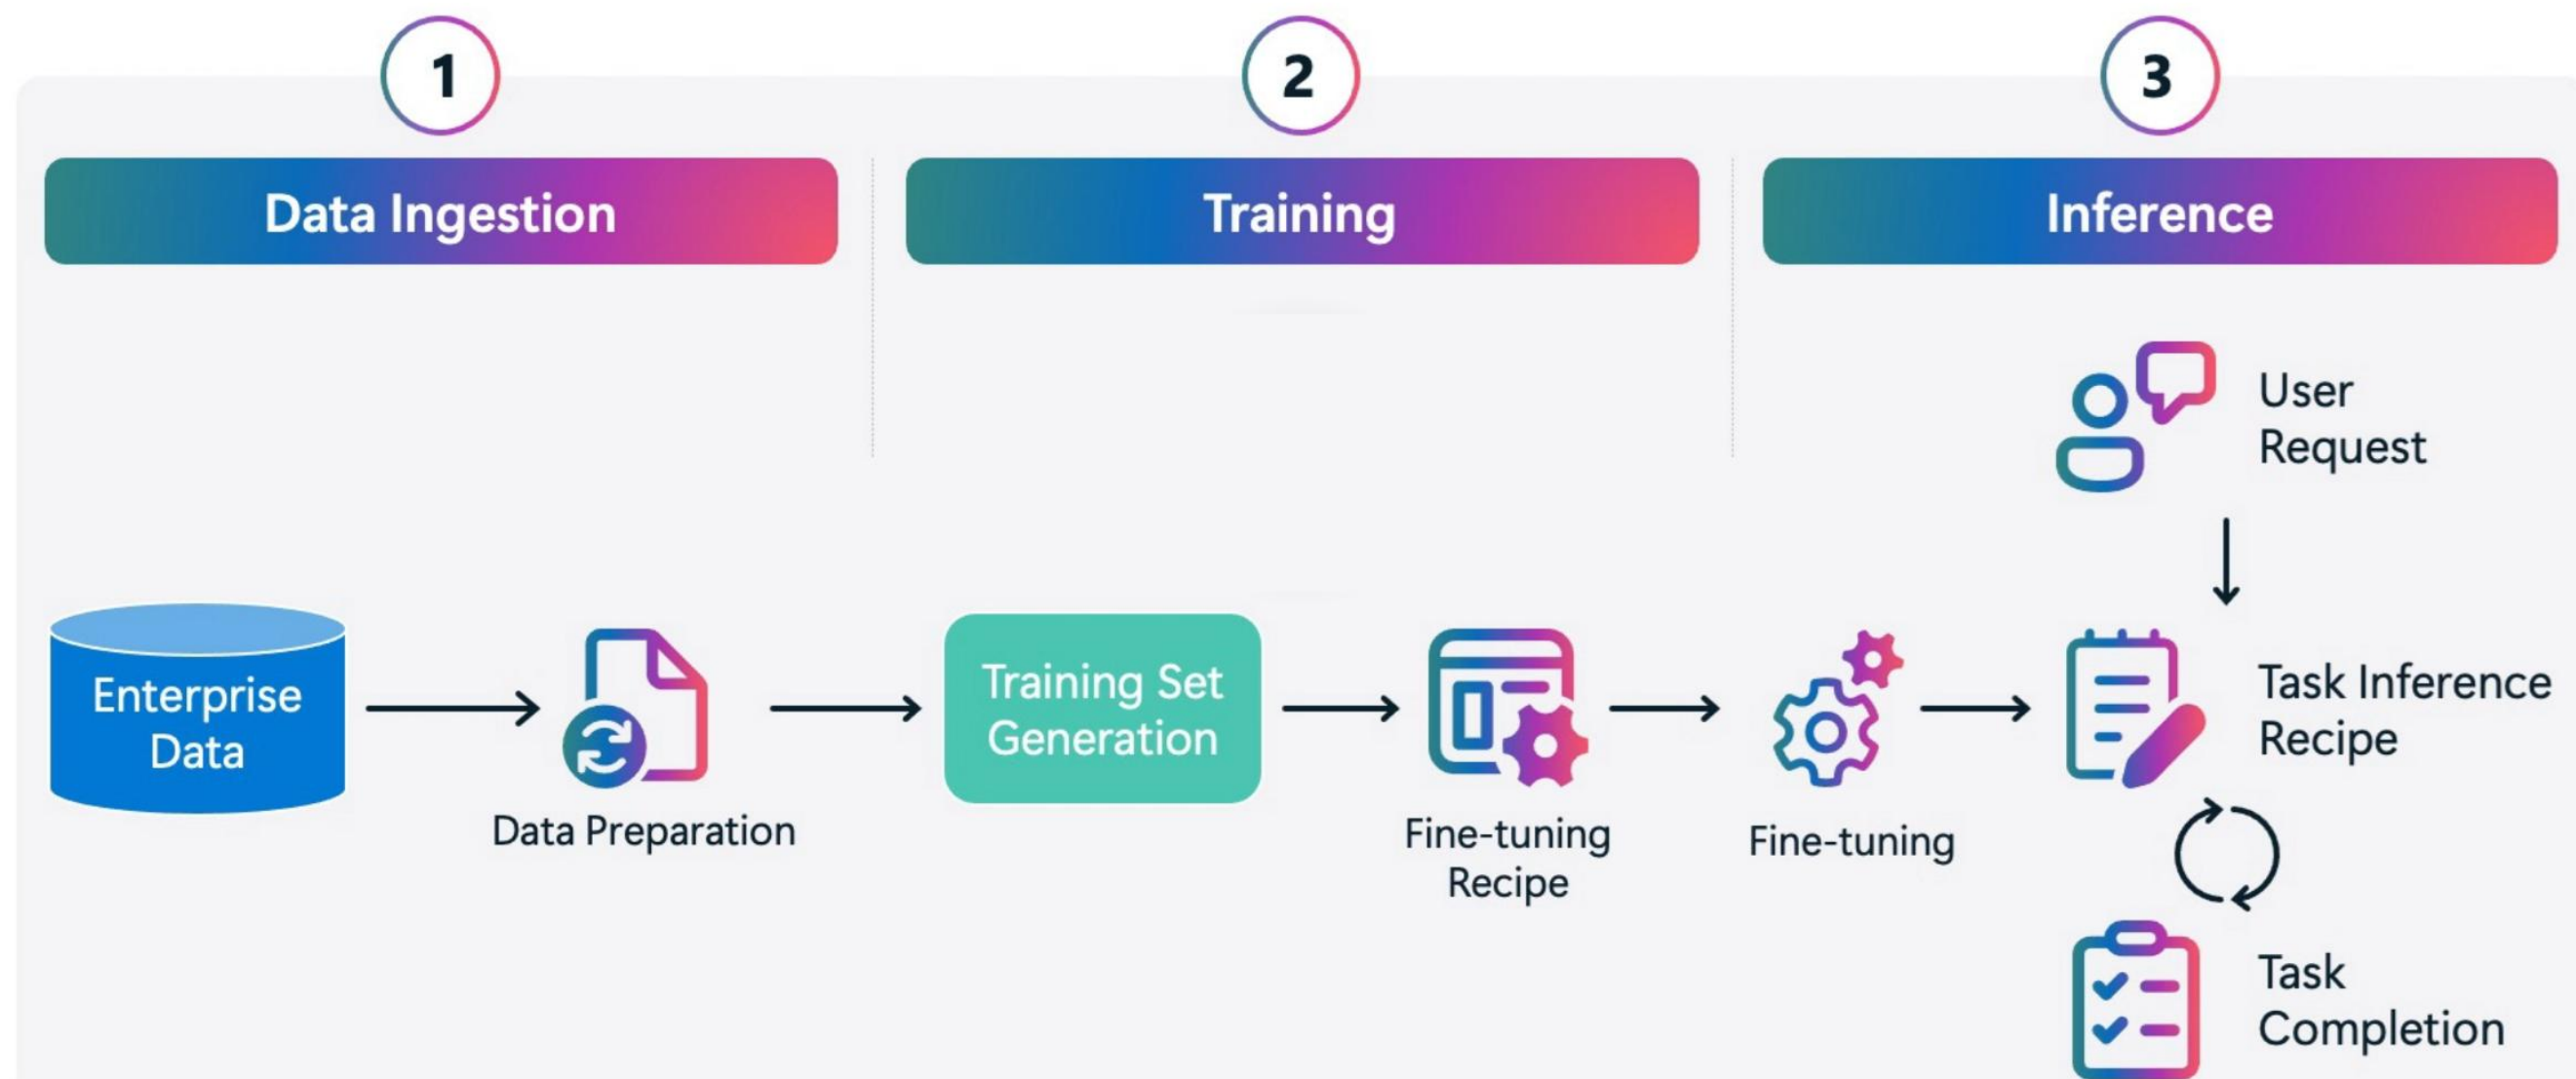 1
2
3
Data Ingestion
Training
Inference
User
Request
Enterprise
Data
Data Preparation
Training Set
Generation
Fine-tuning
Recipe
Fine-tuning
Task Inference
Recipe
Task
Completion